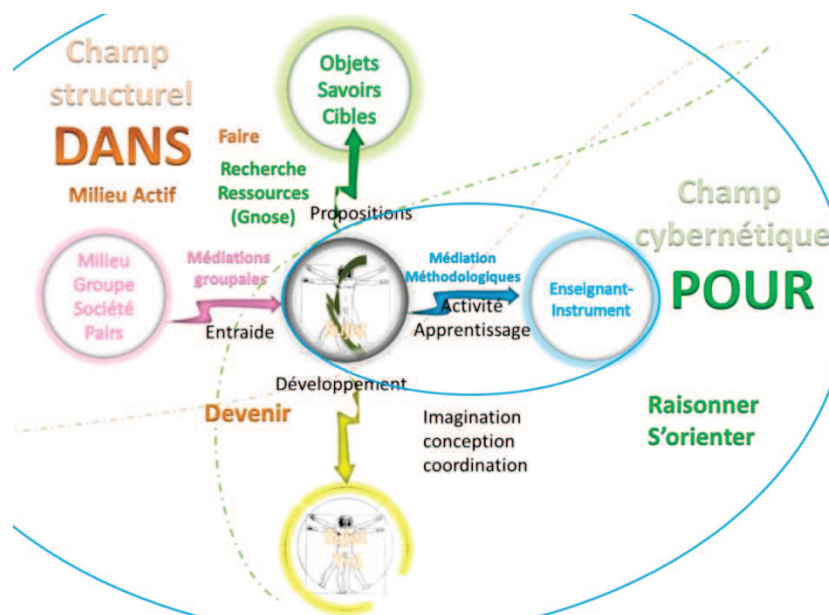 Champ
structurel
DANS
Milieu Actif
Objets
Savoirs
Cibles
Faire
Recherche
Ressources
(Gnose)
Propositions
Champ
cybernétique
POUR
Milieu
Groupe
Société
Pairs
Médiations
groupales
Entraide
Médiation
Méthodologiques
Activité
Apprentissage
Enseignant-
Instrument
Développement
Devenir
Imagination
conception
coordination
Raisonner
S'orienter